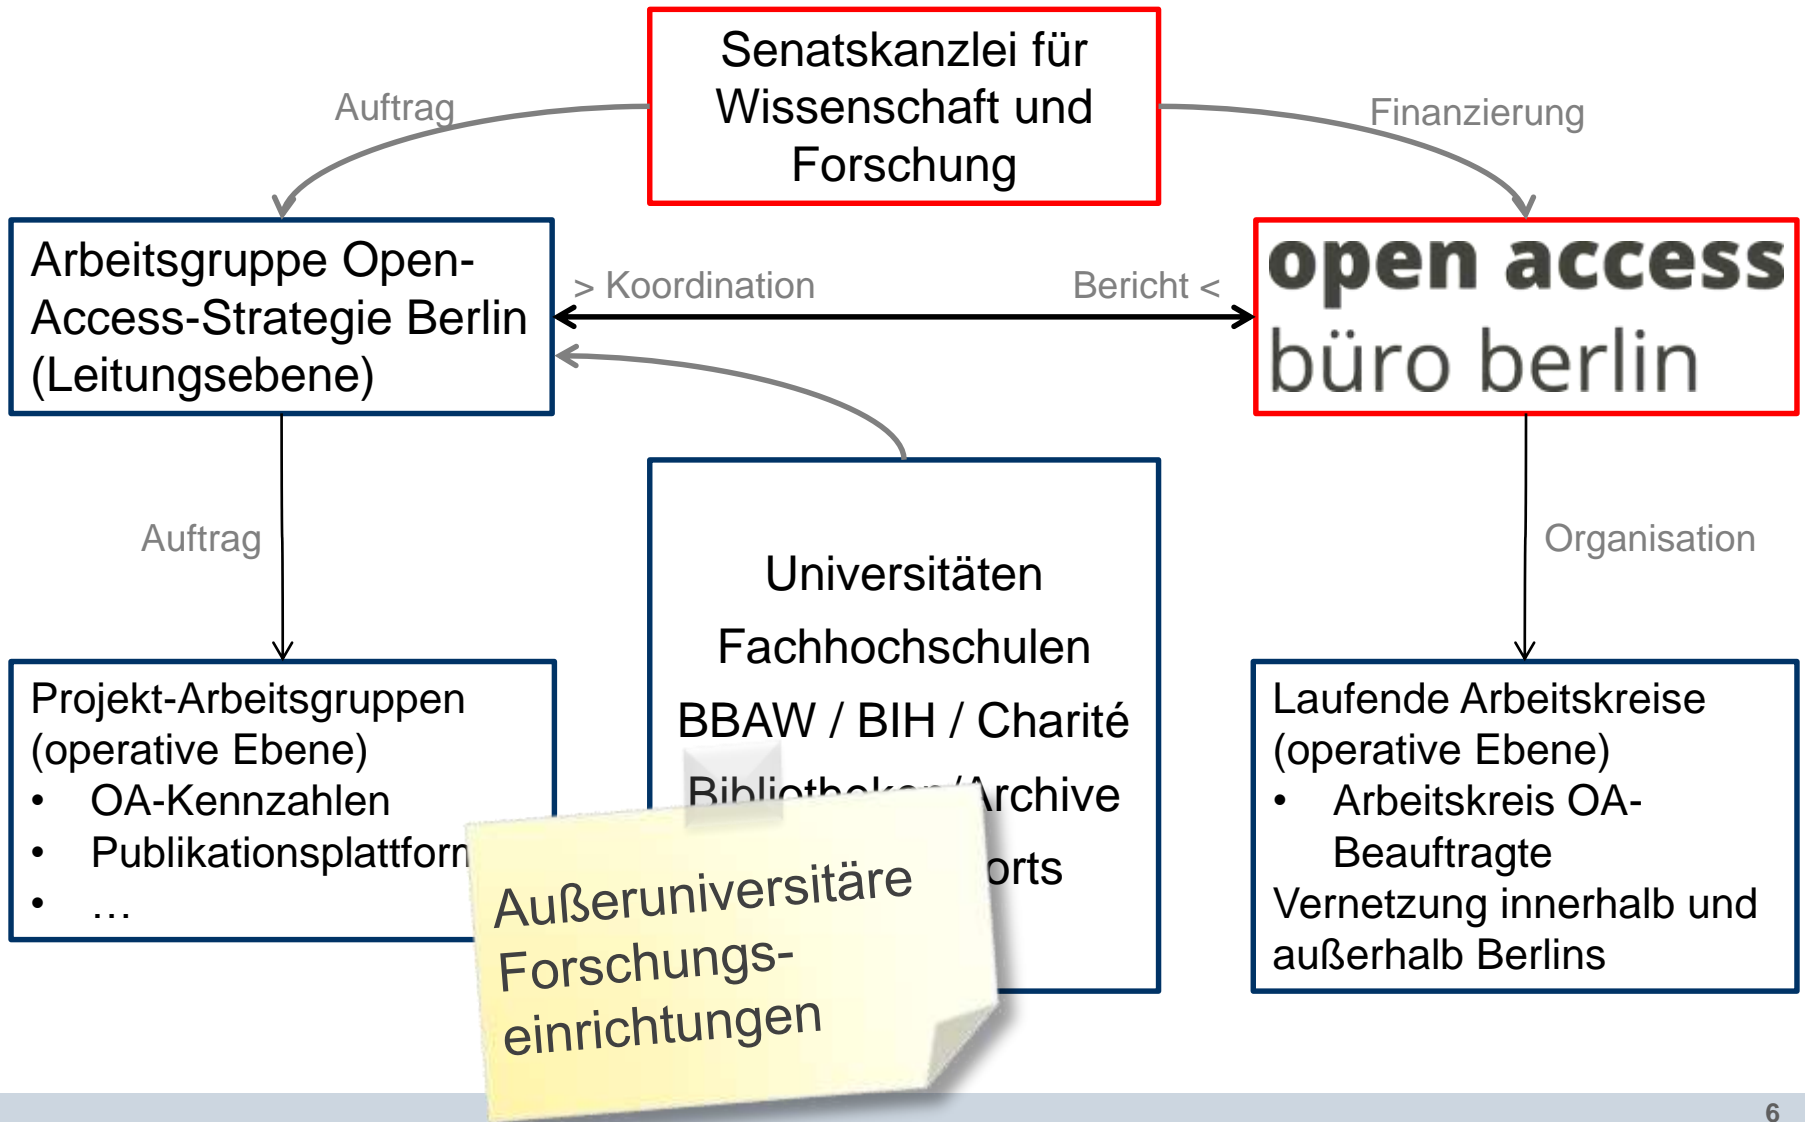 Senatskanzlei für
Wissenschaft und
Forschung
Auftrag
Finanzierung
Arbeitsgruppe Open-
Access-Strategie Berlin
(Leitungsebene)
> Koordination
Bericht <
open access
büro berlin
Auftrag
Organisation
Universitäten
Fachhochschulen
BBAW / BIH / Charité
Bibliotheken/Archive
Projekt-Arbeitsgruppen
(operative Ebene)
• OA-Kennzahlen
• Publikationsplattform
• …
Außeruniversitäre
Forschungs-
einrichtungen
Laufende Arbeitskreise
(operative Ebene)
• Arbeitskreis OA-
Beauftragte
Vernetzung innerhalb und
außerhalb Berlins
6